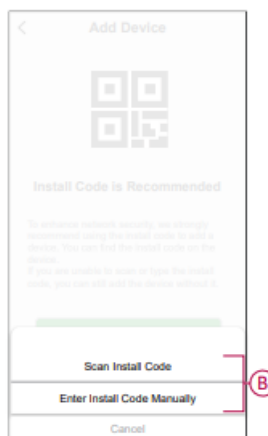 Add Device
Install Code is Recommended
To enhance network security, we strongly
recommend using the install code to add a
device. You can find the install code on the
device.
If you are unable to scan or type the install
code, you can still add the device without it.
Scan Install Code
Enter Install Code Manually
Cancel
B